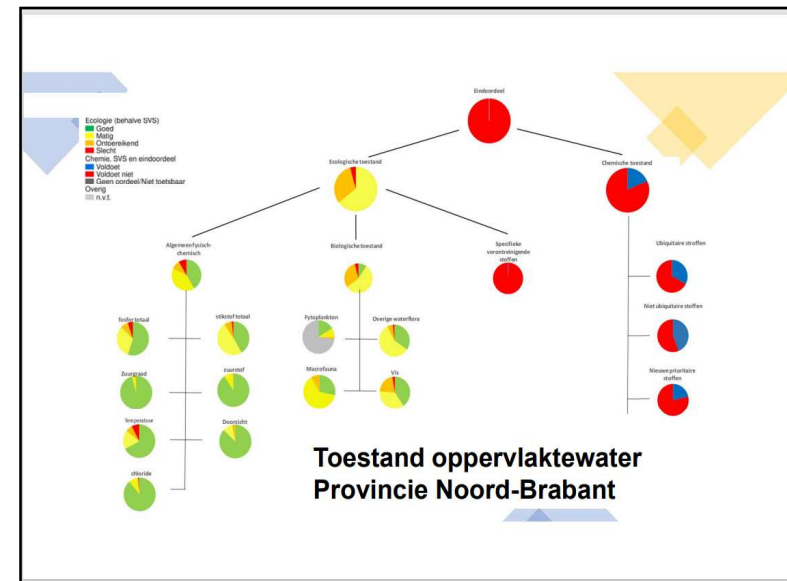 Eindoordeel
Ecologie (behalve SVS)
Goed
Matig
Ontoereikend
Slecht
Chemie, SVS en eindoordeel
Voldoet
Voldoet niet
Geen oordeel/Niet toetsbaar
Overig
n.v.t.
Ecologische toestand
Chemische toestand
Algemeen fysisch-
chemisch
Biologische toestand
Specifieke
verontreinigende
stoffen
Ubiquitaire stroffen
fosfor totaal
stikstof totaal
Fytoplankton
Overige waterflora
Niet ubiquitaire stoffen
Zuurgraad
zuurstof
Macrofauna
Vis
Nieuwe prioritaire
stoffen
temperatuur
Doorzicht
chloride
Toestand oppervlaktewater
Provincie Noord-Brabant